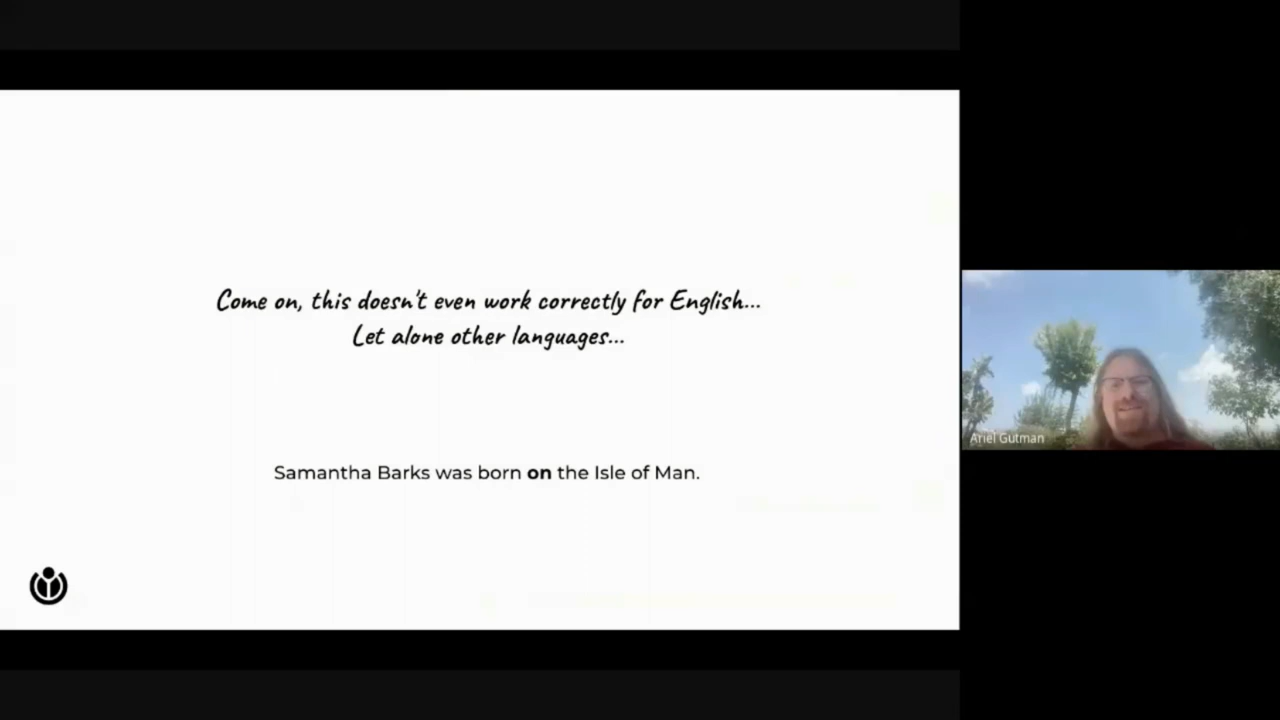 Come on, this doesn't even work correctly for English...
Let alone other languages...
Samantha Barks was born on the Isle of Man.
Ariel Gutman